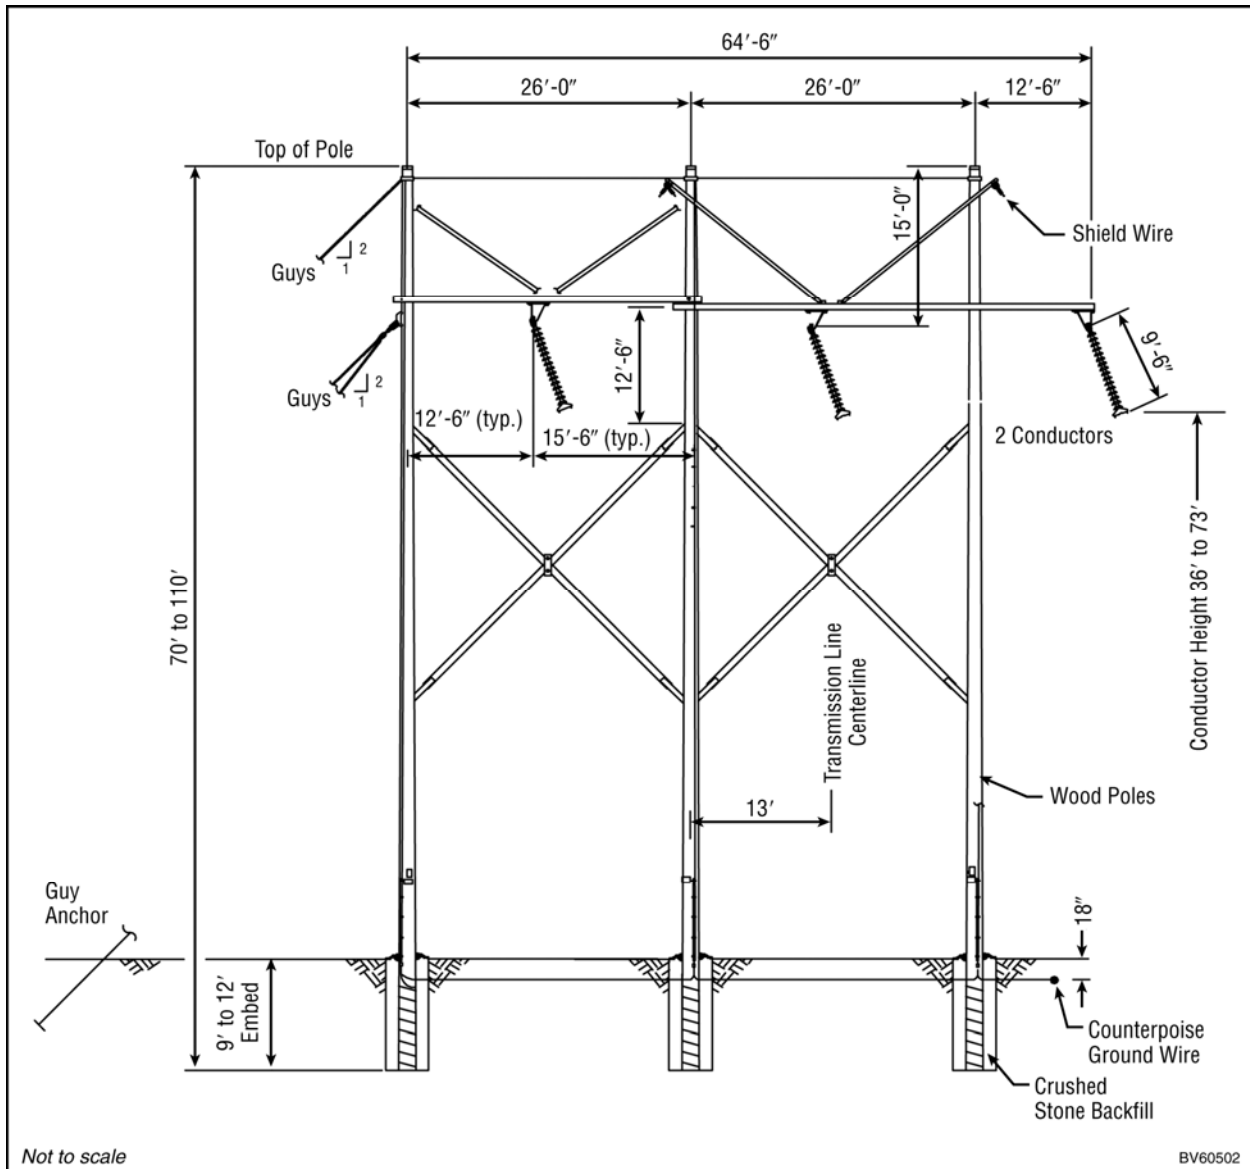 64′-6″
26′-0″
26′-0″
12′-6″
Top of Pole
15′-0″
Shield Wire
2
1
Guys
2
1
Guys
12′-6″
9′-6″
12′-6″ (typ.)
15′-6″ (typ.)
2 Conductors
Conductor Height 36′ to 73′
70′ to 110′
Transmission Line
Centerline
13′
Wood Poles
Guy
Anchor
18″
9′ to 12′
Embed
Counterpoise
Ground Wire
Crushed
Stone Backfill
Not to scale
BV60502